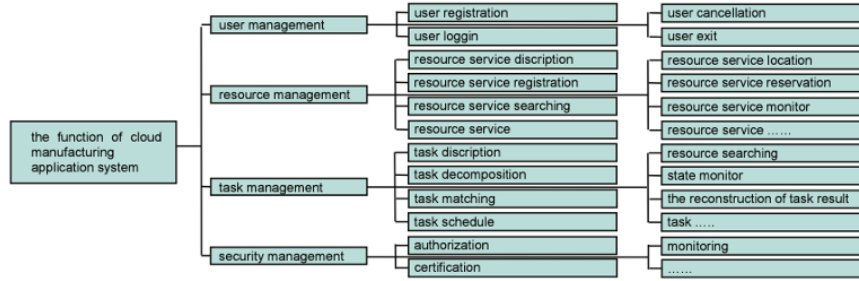 the function of cloud
manufacturing
application system
user management
user registration
user loggin
user cancellation
user exit
resource management
resource service discription
resource service registration
resource service searching
resource service
resource service location
resource service reservation
resource service monitor
resource service ……
task management
task discription
task decomposition
task matching
task schedule
resource searching
state monitor
the reconstruction of task result
task …..
security management
authorization
certification
monitoring
……